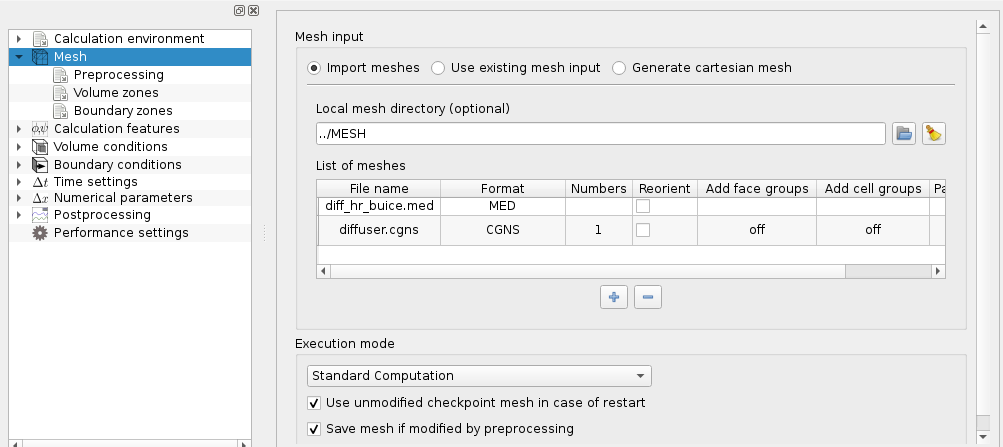 Calculation environment
Mesh
Preprocessing
Volume zones
Boundary zones
ϕ,ψ Calculation features
Volume conditions
Boundary conditions
Δt Time settings
Δx Numerical parameters
Postprocessing
Performance settings
Mesh input
Import meshes Use existing mesh input Generate cartesian mesh
Local mesh directory (optional)
../MESH
List of meshes
File name Format Numbers Reorient Add face groups Add cell groups Pa
diff_hr_buice.med MED
diffuser.cgns CGNS 1 off off
Execution mode
Standard Computation
Use unmodified checkpoint mesh in case of restart
Save mesh if modified by preprocessing